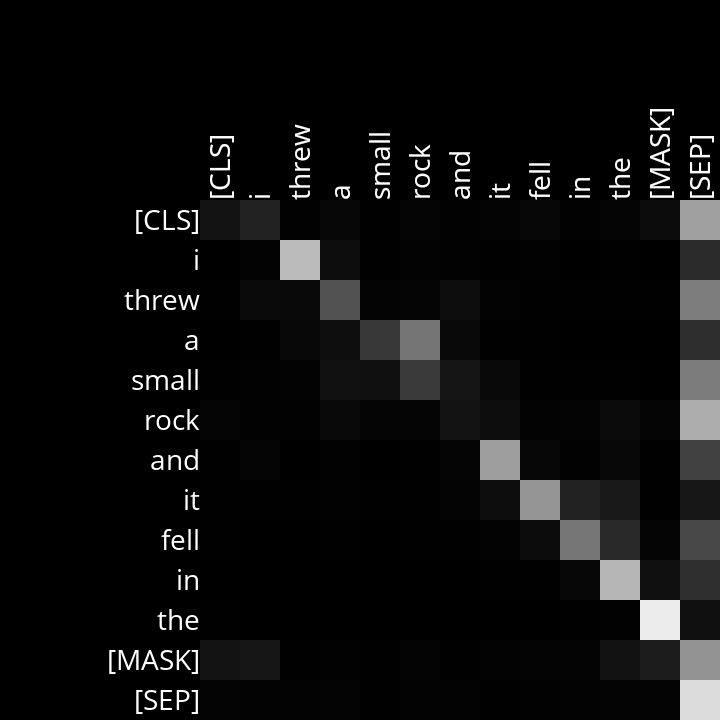 [CLS] i threw a small rock and it fell in the [MASK] [SEP]
[CLS]
i
threw
a
small
rock
and
it
fell
in
the
[MASK]
[SEP]